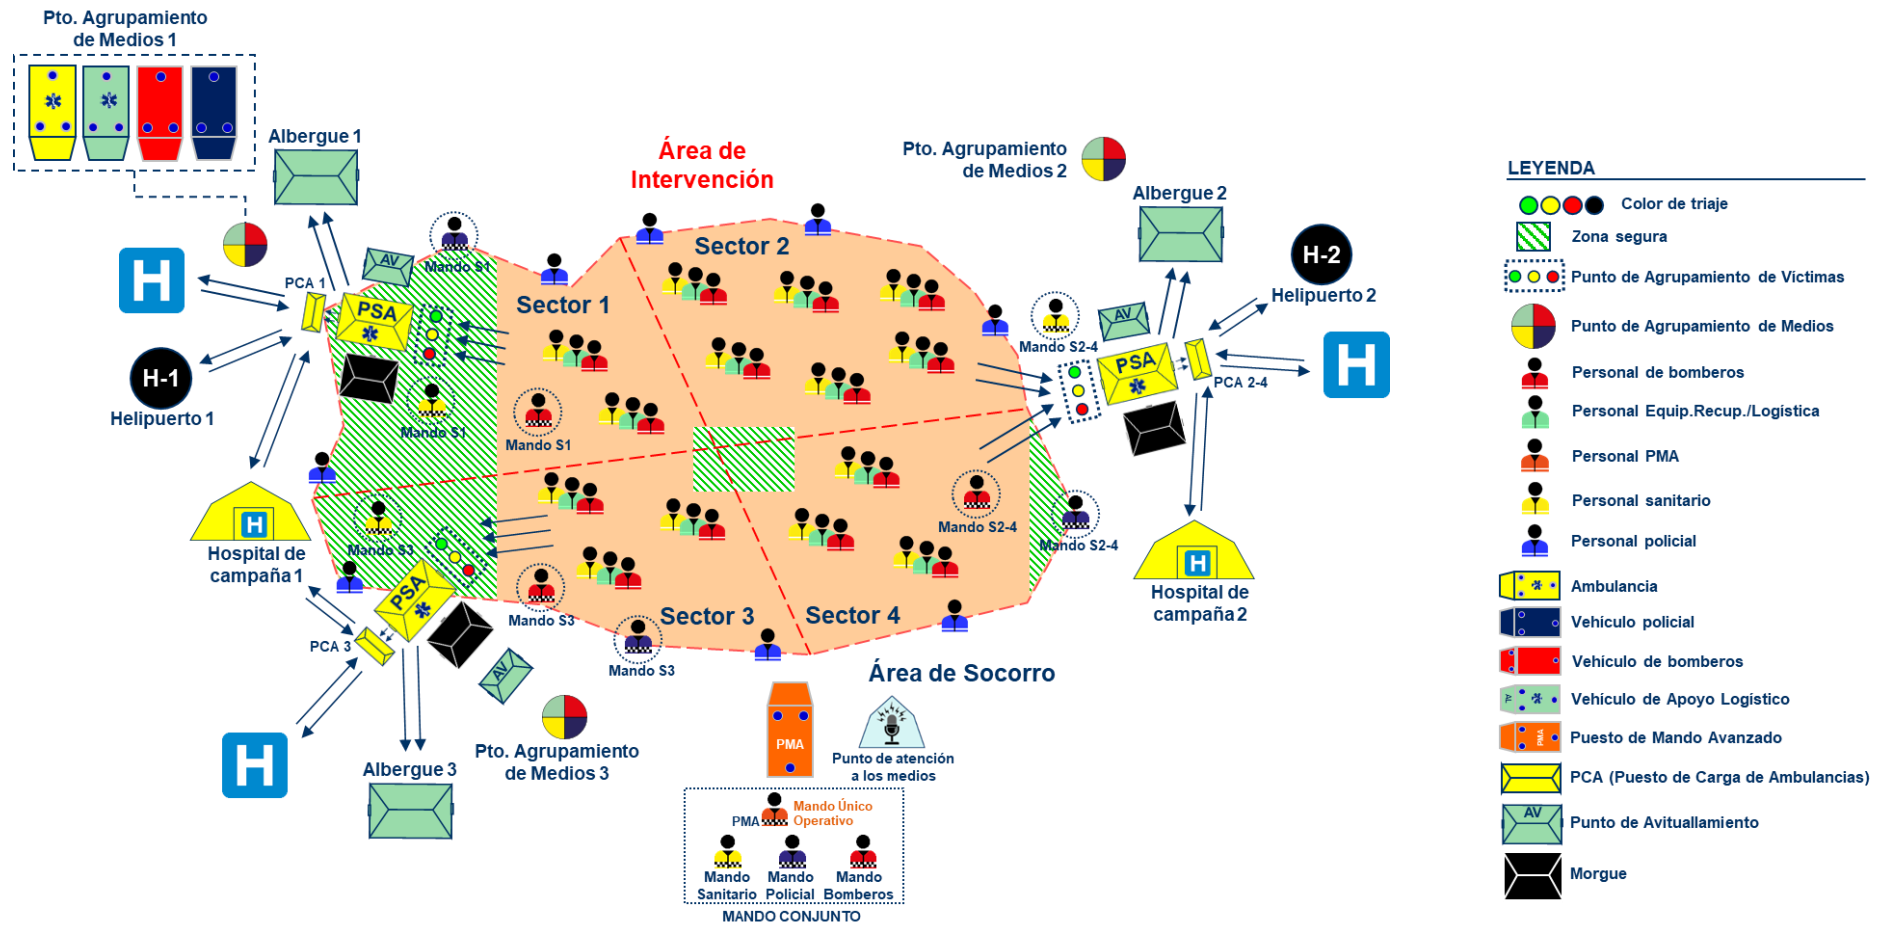 Pto. Agrupamiento
de Medios 1
Albergue 1
Área de
Intervención
Pto. Agrupamiento
de Medios 2
Albergue 2
H
PCA 1
AV
Mando S1
PSA
Sector 1
Sector 2
H-1
Helipuerto 1
Mando S1
Mando S1
Mando S2-4
AV
PSA
PCA 2-4
H-2
Helipuerto 2
H
H
Hospital de
campaña 1
Mando S3
PSA
PCA 3
Mando S3
Mando S3
AV
Sector 3
Sector 4
Mando S2-4
Mando S2-4
H
Hospital de
campaña 2
H
Albergue 3
Pto. Agrupamiento
de Medios 3
Área de Socorro
PMA
Punto de atención
a los medios
PMA
Mando Único
Operativo
Mando
Sanitario
Mando
Policial
Mando
Bomberos
MANDO CONJUNTO
LEYENDA
Color de triaje
Zona segura
Punto de Agrupamiento de Víctimas
Punto de Agrupamiento de Medios
Personal de bomberos
Personal Equip.Recup./Logística
Personal PMA
Personal sanitario
Personal policial
Ambulancia
Vehículo policial
Vehículo de bomberos
AL
Vehículo de Apoyo Logístico
PMA
Puesto de Mando Avanzado
PCA (Puesto de Carga de Ambulancias)
AV
Punto de Avituallamiento
Morgue